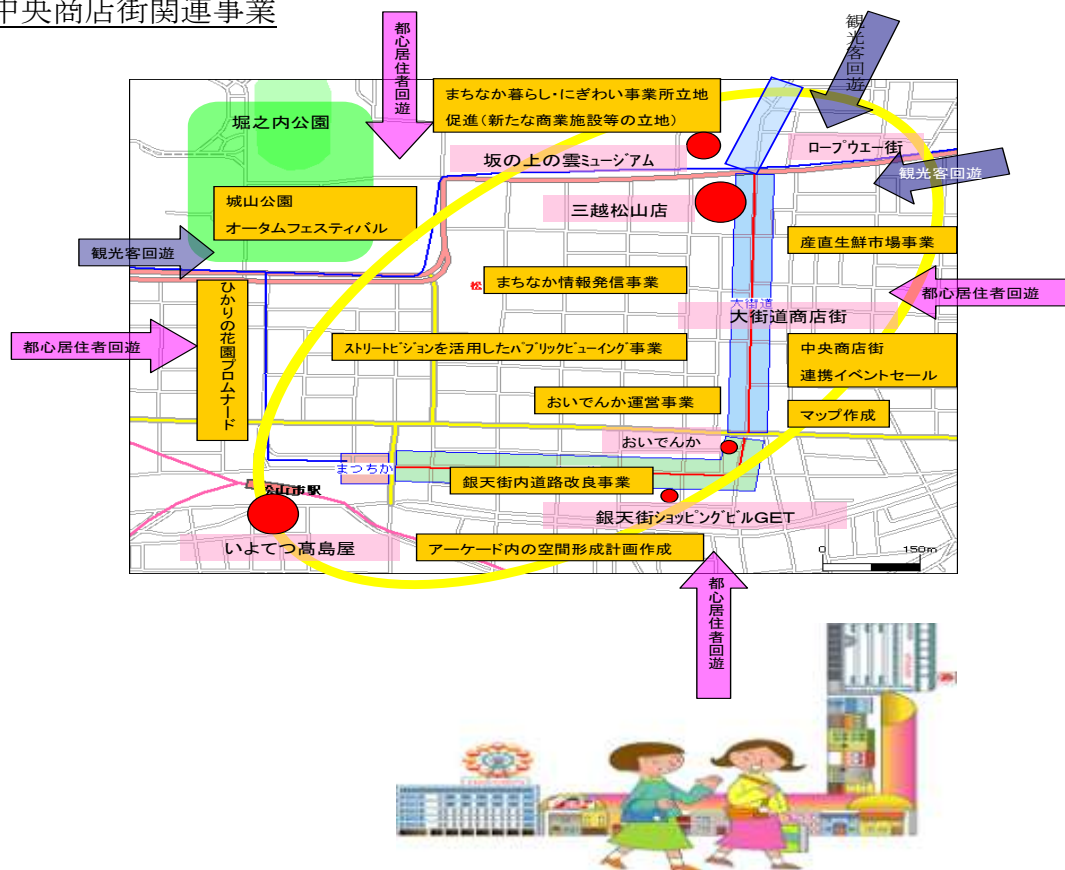 中央商店街関連事業
都心居住者回遊
観光客回遊
まちなか暮らし・にぎわい事業所立地
促進(新たな商業施設等の立地)
堀之内公園
ロープウエー街
坂の上の雲ミュージアム
観光客回遊
城山公園
オータムフェスティバル
三越松山店
産直生鮮市場事業
観光客回遊
まちなか情報発信事業
松
都心居住者回遊
大街道
大街道商店街
ひかりの花園プロムナード
都心居住者回遊
ストリートビジョンを活用したパブリックビューイング事業
中央商店街
連携イベントセール
おいでんか運営事業
マップ作成
おいでんか
まつちか
銀天街内道路改良事業
松山市駅
銀天街ショッピングビルGET
いよてつ髙島屋
アーケード内の空間形成計画作成
0 150m
都心居住者回遊